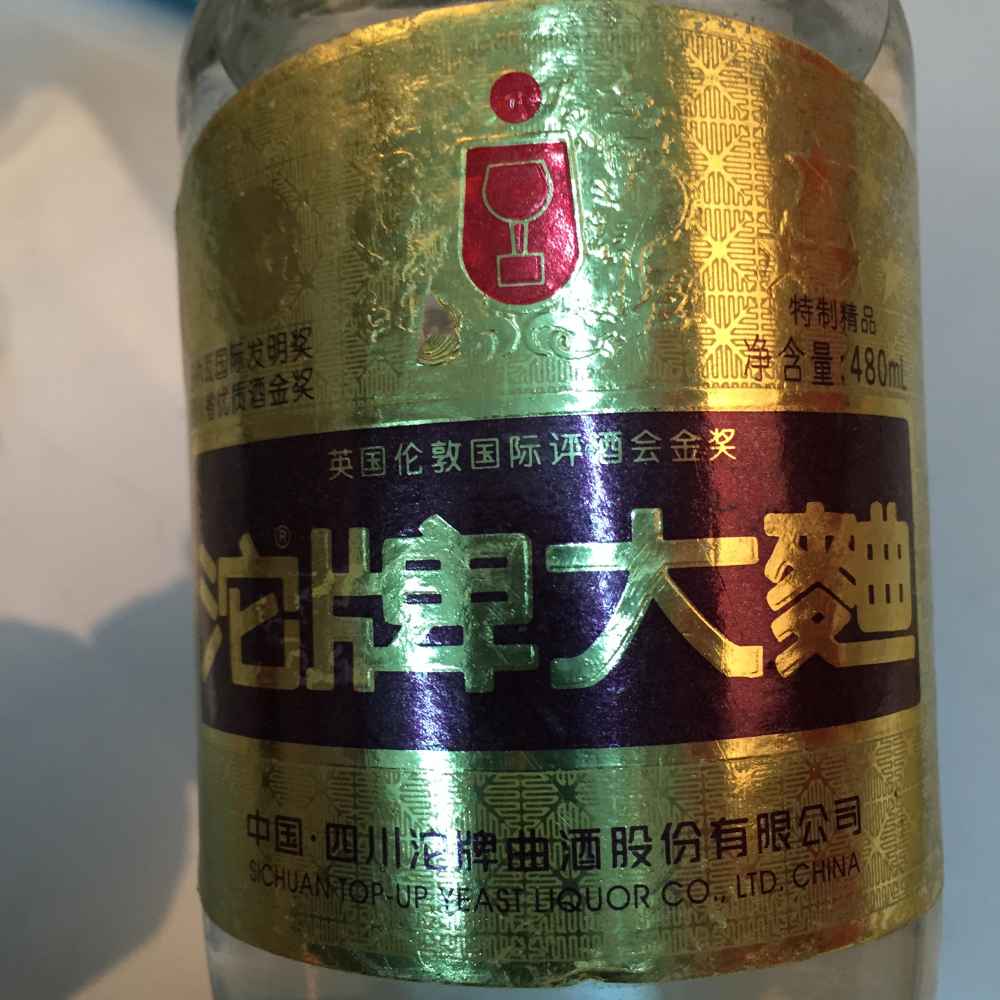 国际发明奖
省优质酒金奖
特制精品
净含量:480mL
英国伦敦国际评酒会金奖
沱牌®大麯
中国·四川沱牌曲酒股份有限公司
SICHUAN TOP-UP YEAST LIQUOR CO., LTD. CHINA